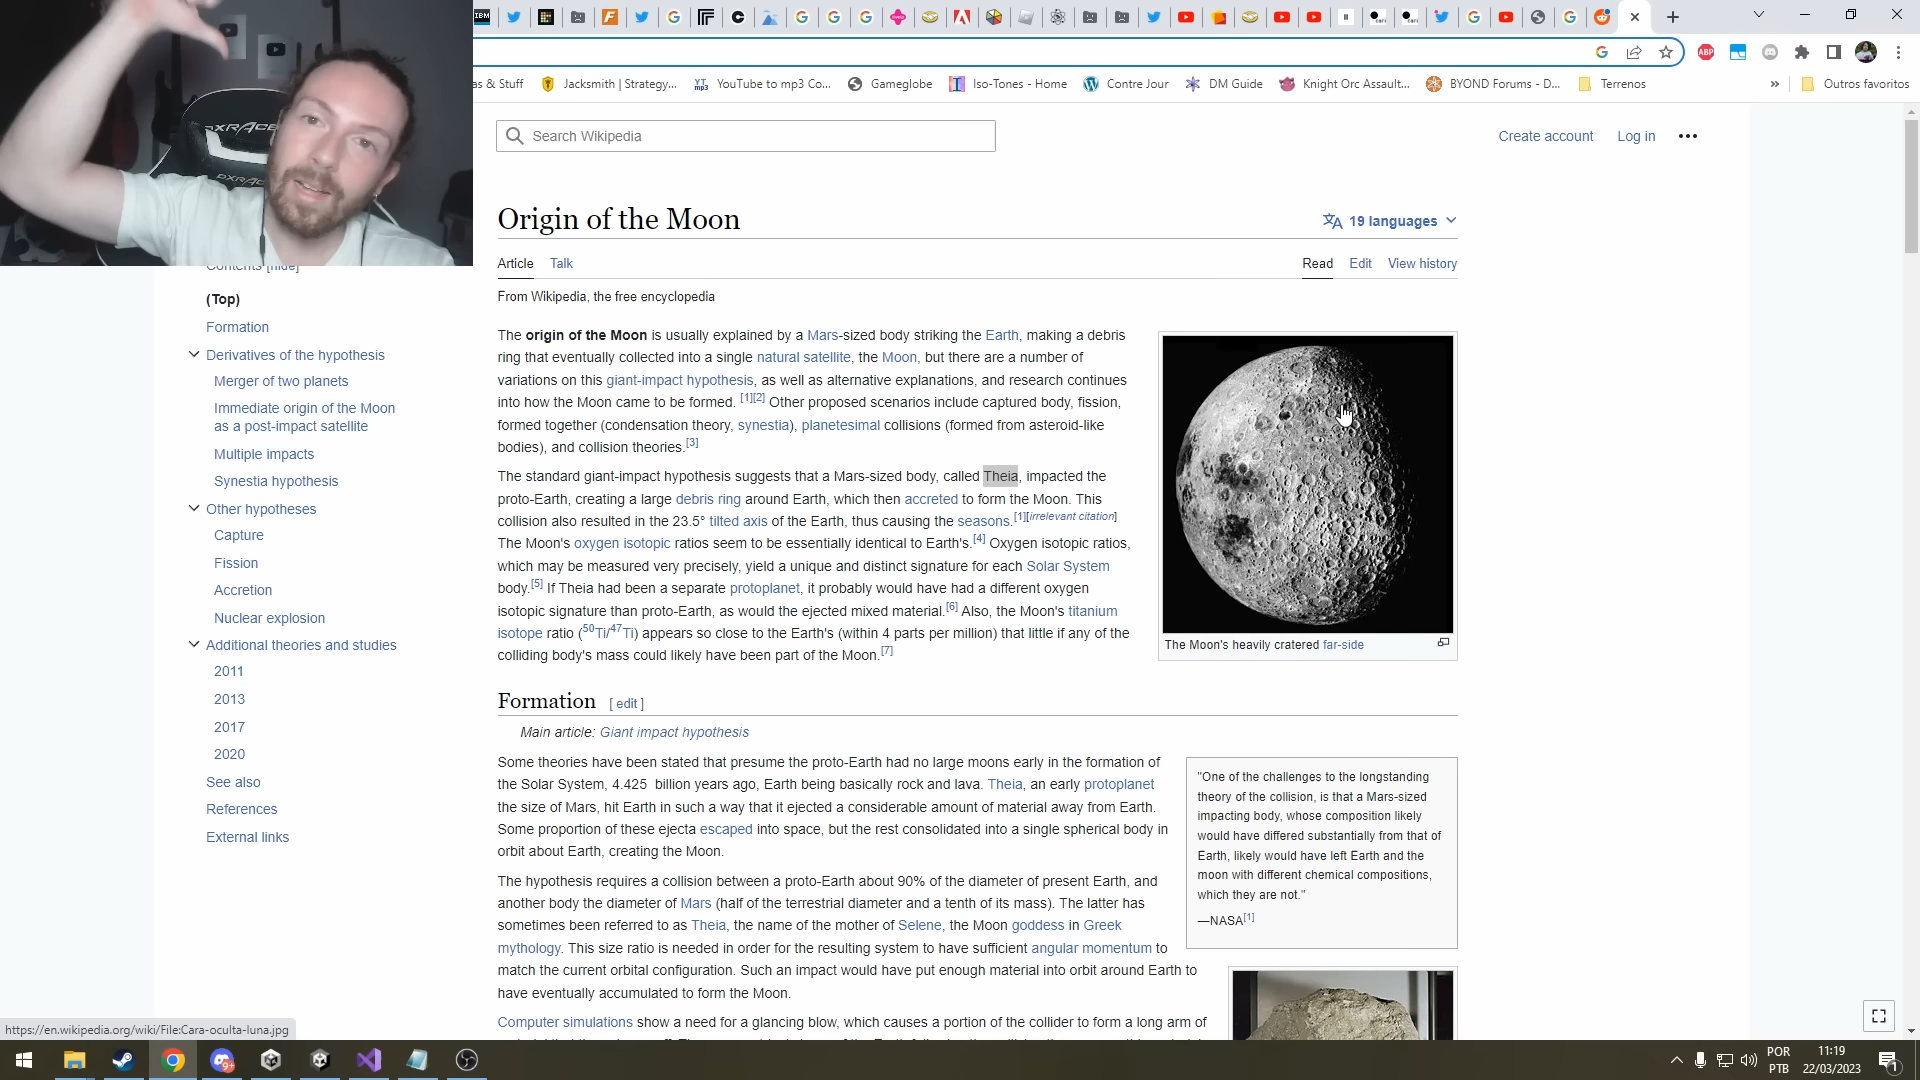 IBM
ABP
as & Stuff
Jacksmith | Strategy...
YT mp3
YouTube to mp3 Co...
Gameglobe
Iso-Tones - Home
Contre Jour
DM Guide
Knight Orc Assault...
BYOND Forums - D...
Terrenos
»
Outros favoritos
DXRACER
Search Wikipedia
Create account
Log in
Origin of the Moon
19 languages
Article
Talk
Read
Edit
View history
From Wikipedia, the free encyclopedia
Contents [hide]
(Top)
Formation
Derivatives of the hypothesis
Merger of two planets
Immediate origin of the Moon
as a post-impact satellite
Multiple impacts
Synestia hypothesis
Other hypotheses
Capture
Fission
Accretion
Nuclear explosion
Additional theories and studies
2011
2013
2017
2020
See also
References
External links
The origin of the Moon is usually explained by a Mars-sized body striking the Earth, making a debris
ring that eventually collected into a single natural satellite, the Moon, but there are a number of
variations on this giant-impact hypothesis, as well as alternative explanations, and research continues
into how the Moon came to be formed. [1][2] Other proposed scenarios include captured body, fission,
formed together (condensation theory, synestia), planetesimal collisions (formed from asteroid-like
bodies), and collision theories.[3]
The standard giant-impact hypothesis suggests that a Mars-sized body, called Theia, impacted the
proto-Earth, creating a large debris ring around Earth, which then accreted to form the Moon. This
collision also resulted in the 23.5° tilted axis of the Earth, thus causing the seasons.[1][irrelevant citation]
The Moon's oxygen isotopic ratios seem to be essentially identical to Earth's.[4] Oxygen isotopic ratios,
which may be measured very precisely, yield a unique and distinct signature for each Solar System
body.[5] If Theia had been a separate protoplanet, it probably would have had a different oxygen
isotopic signature than proto-Earth, as would the ejected mixed material.[6] Also, the Moon's titanium
isotope ratio (50Ti/47Ti) appears so close to the Earth's (within 4 parts per million) that little if any of the
colliding body's mass could likely have been part of the Moon.[7]
The Moon's heavily cratered far-side
Formation [ edit ]
Main article: Giant impact hypothesis
Some theories have been stated that presume the proto-Earth had no large moons early in the formation of
the Solar System, 4.425 billion years ago, Earth being basically rock and lava. Theia, an early protoplanet
the size of Mars, hit Earth in such a way that it ejected a considerable amount of material away from Earth.
Some proportion of these ejecta escaped into space, but the rest consolidated into a single spherical body in
orbit about Earth, creating the Moon.
The hypothesis requires a collision between a proto-Earth about 90% of the diameter of present Earth, and
another body the diameter of Mars (half of the terrestrial diameter and a tenth of its mass). The latter has
sometimes been referred to as Theia, the name of the mother of Selene, the Moon goddess in Greek
mythology. This size ratio is needed in order for the resulting system to have sufficient angular momentum to
match the current orbital configuration. Such an impact would have put enough material into orbit around Earth to
have eventually accumulated to form the Moon.
Computer simulations show a need for a glancing blow, which causes a portion of the collider to form a long arm of
"One of the challenges to the longstanding
theory of the collision, is that a Mars-sized
impacting body, whose composition likely
would have differed substantially from that of
Earth, likely would have left Earth and the
moon with different chemical compositions,
which they are not."
—NASA[1]
https://en.wikipedia.org/wiki/File:Cara-oculta-luna.jpg
9+
POR
PTB
11:19
22/03/2023
1